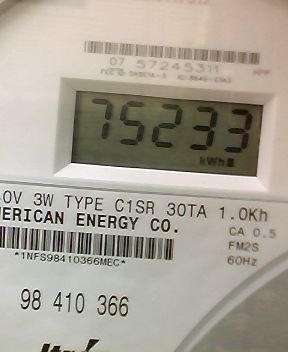 07 57245311
75233
kWh
0V 3W TYPE C1SR 30TA 1.0Kh
ERICAN ENERGY CO.
CA 0.5
FM2S
*1NFS98410366MEC*
60Hz
98 410 366